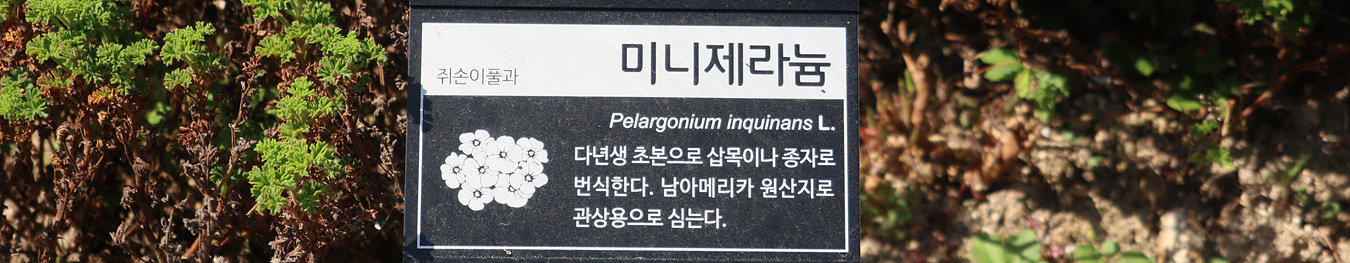 미니제라늄
쥐손이풀과
Pelargonium inquinans L.
다년생 초본으로 삽목이나 종자로
번식한다. 남아메리카 원산지로
관상용으로 심는다.